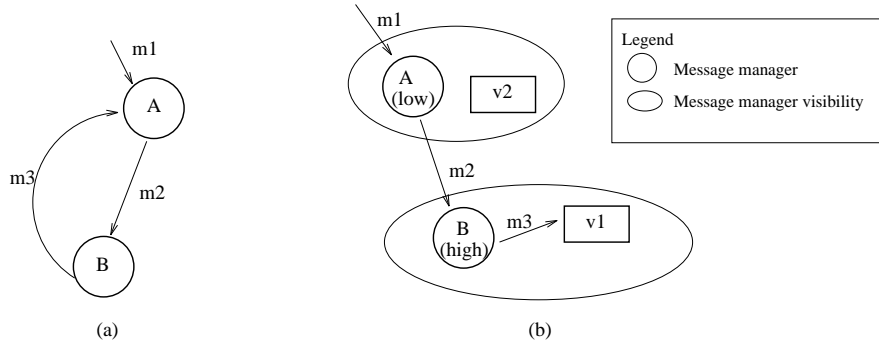 m1
A
m3
m2
B
(a)
m1
A
(low)
v2
m2
B
(high)
m3
v1
(b)
Legend
Message manager
Message manager visibility